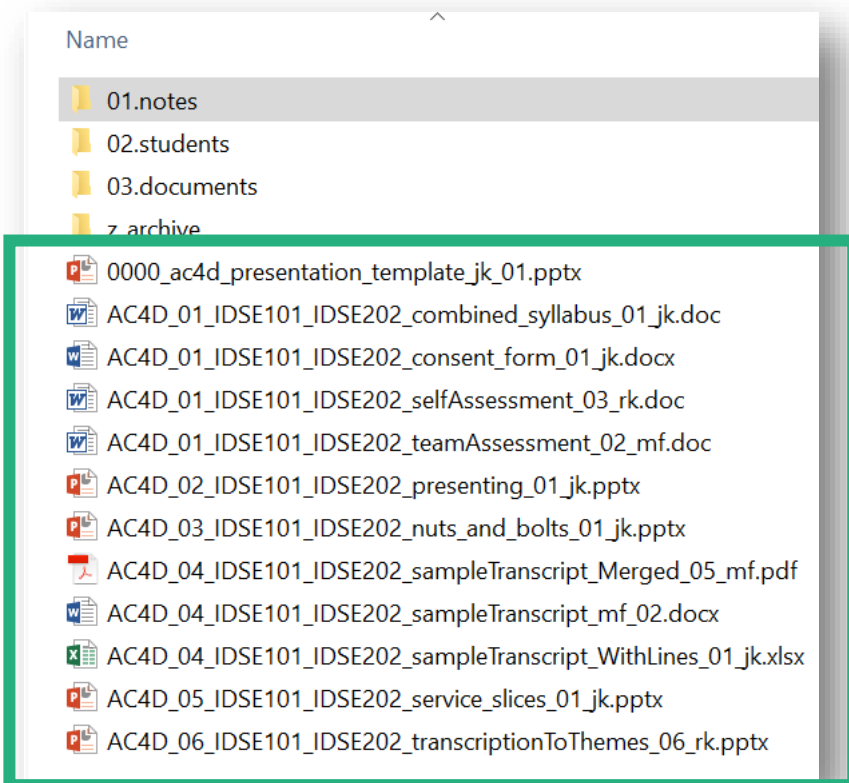 Name
01.notes
02.students
03.documents
z_archive
0000_ac4d_presentation_template_jk_01.pptx
AC4D_01_IDSE101_IDSE202_combined_syllabus_01_jk.doc
AC4D_01_IDSE101_IDSE202_consent_form_01_jk.docx
AC4D_01_IDSE101_IDSE202_selfAssessment_03_rk.doc
AC4D_01_IDSE101_IDSE202_teamAssessment_02_mf.doc
AC4D_02_IDSE101_IDSE202_presenting_01_jk.pptx
AC4D_03_IDSE101_IDSE202_nuts_and_bolts_01_jk.pptx
AC4D_04_IDSE101_IDSE202_sampleTranscript_Merged_05_mf.pdf
AC4D_04_IDSE101_IDSE202_sampleTranscript_mf_02.docx
AC4D_04_IDSE101_IDSE202_sampleTranscript_WithLines_01_jk.xlsx
AC4D_05_IDSE101_IDSE202_service_slices_01_jk.pptx
AC4D_06_IDSE101_IDSE202_transcriptionToThemes_06_rk.pptx